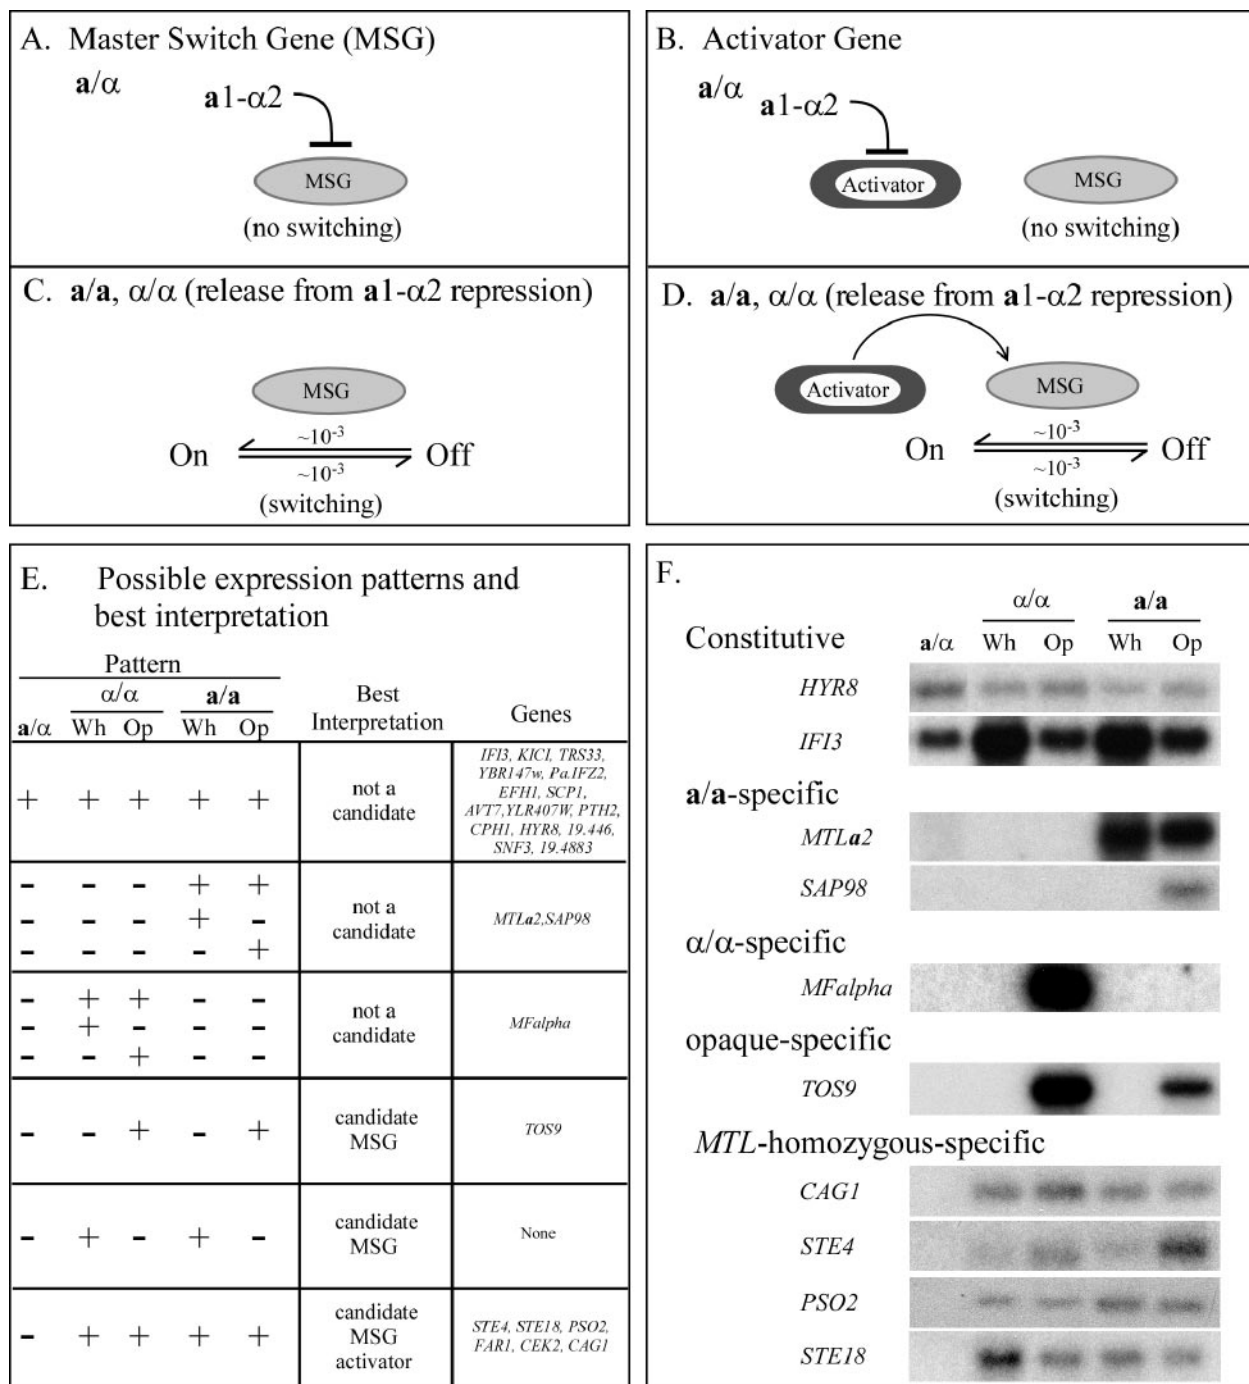 A. Master Switch Gene (MSG)
a/α
a1-α2
MSG
(no switching)
B. Activator Gene
a/α
a1-α2
Activator MSG
(no switching)
C. a/a, α/α (release from a1-α2 repression)
MSG
On ~10-3 Off
~10-3
(switching)
D. a/a, α/α (release from a1-α2 repression)
Activator MSG
On ~10-3 Off
~10-3
(switching)
E. Possible expression patterns and
best interpretation
Pattern
α/α a/a Best
a/α Wh Op Wh Op Interpretation Genes
+ + + + + not a
candidate
IFI3, KIC1, TRS33,
YBR147w, Pa.IFZ2,
EFH1, SCP1,
AVT7,YLR407W, PTH2,
CPH1, HYR8, 19.446,
SNF3, 19.4883
- - - + +
- - - + -
- - - - +
not a
candidate
MTLa2,SAP98
- + + - -
- + - - -
- - + - -
not a
candidate
MFalpha
- - + - +
candidate
MSG
TOS9
- + - + -
candidate
MSG
None
- + + + +
candidate
MSG
activator
STE4, STE18, PSO2,
FAR1, CEK2, CAG1
F.
α/α a/a
Constitutive a/α Wh Op Wh Op
HYR8
IFI3
a/a-specific
MTLa2
SAP98
α/α-specific
MFalpha
opaque-specific
TOS9
MTL-homozygous-specific
CAG1
STE4
PSO2
STE18